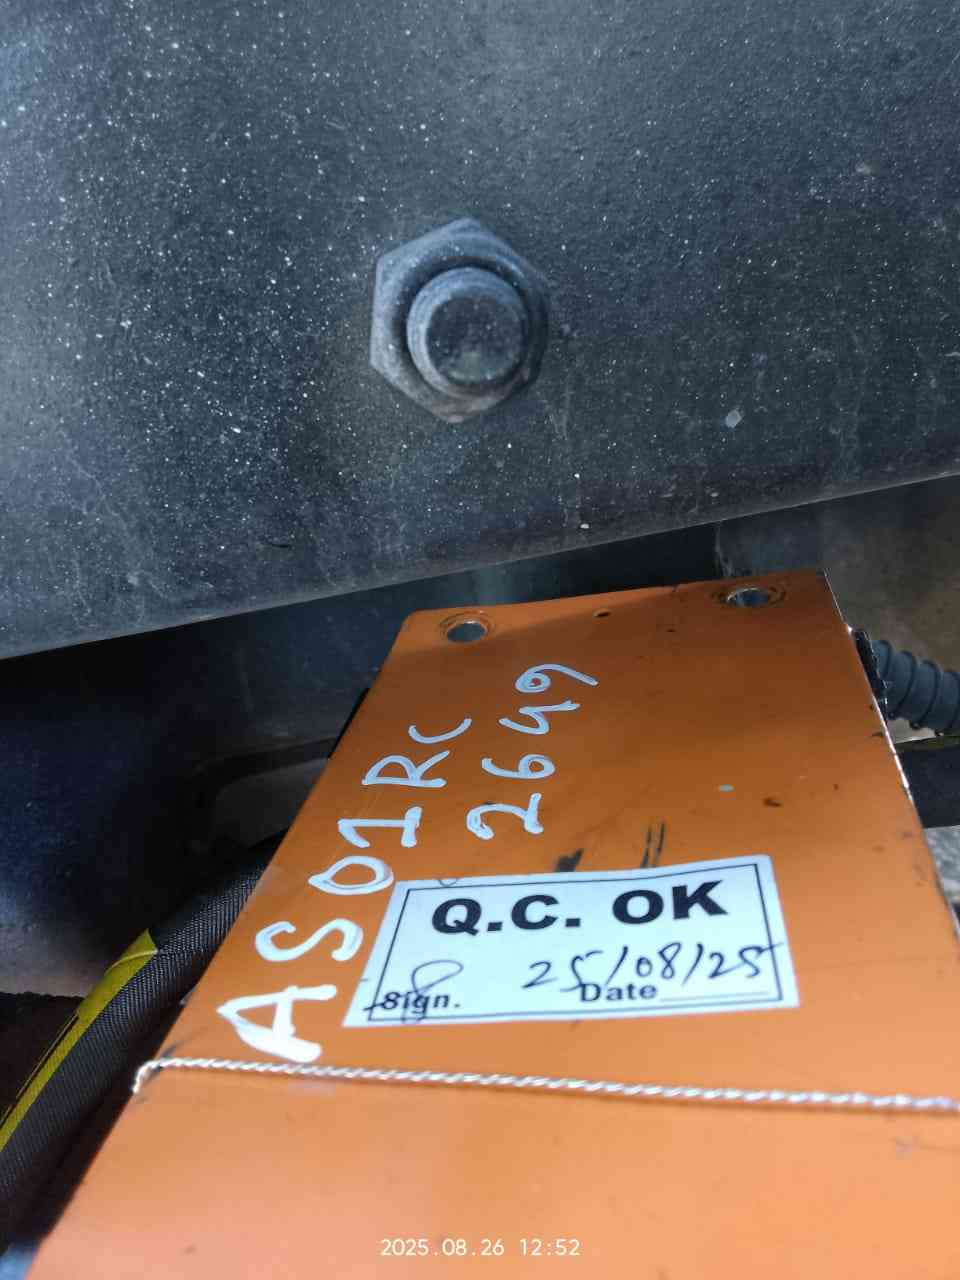 AS01RC
2649
Q.C. OK
25/08/25
Sign.
Date
2025.08.26 12:52